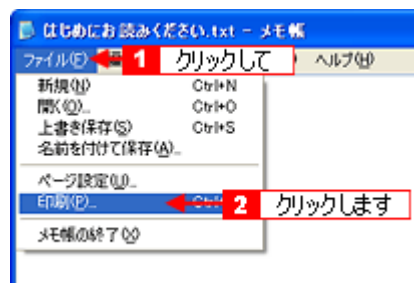 はじめにお読みください.txt - メモ帳
ファイル(F) 1 クリックして ヘルプ(H)
新規(N) Ctrl+N
開く(O)... Ctrl+O
上書き保存(S) Ctrl+S
名前を付けて保存(A)...
ページ設定(U)...
印刷(P)... Ctrl 2 クリックします
メモ帳の終了(X)